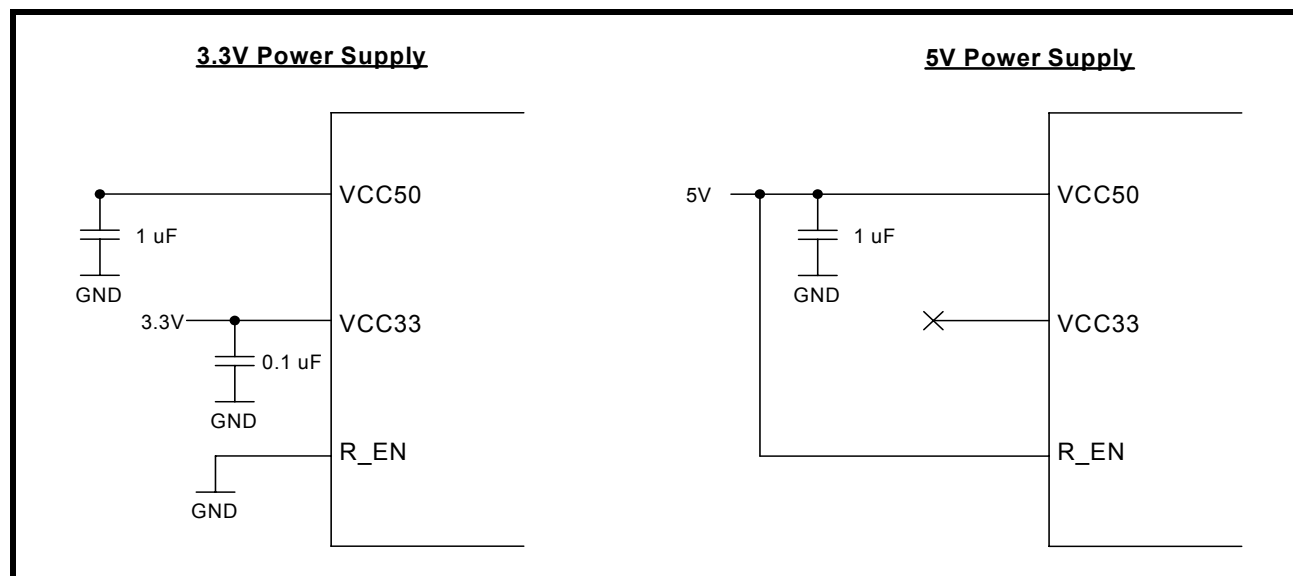 3.3V Power Supply
VCC50
1 uF
GND
3.3V
VCC33
0.1 uF
GND
R_EN
GND
5V Power Supply
5V
VCC50
1 uF
GND
VCC33
R_EN